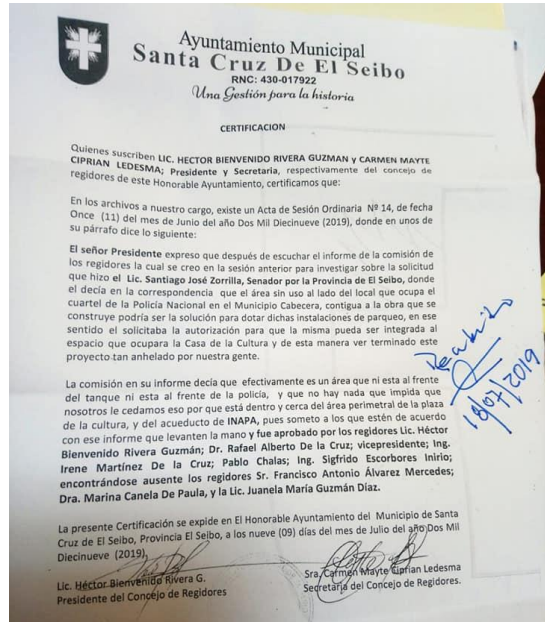 Ayuntamiento Municipal
Santa Cruz De El Seibo
RNC: 430-017922
Una Gestión para la historia
CERTIFICACION
Quienes suscriben LIC. HECTOR BIENVENIDO RIVERA GUZMAN y CARMEN MAYTE
CIPRIAN LEDESMA; Presidente y Secretaria, respectivamente del concejo de
regidores de este Honorable Ayuntamiento, certificamos que:
En los archivos a nuestro cargo, existe un Acta de Sesión Ordinaria Nº 14, de fecha
Once (11) del mes de Junio del año Dos Mil Diecinueve (2019), donde en unos de
su párrafo dice lo siguiente:
El señor Presidente expreso que después de escuchar el informe de la comisión de
los regidores la cual se creo en la sesión anterior para investigar sobre la solicitud
que hizo el Lic. Santiago José Zorrilla, Senador por la Provincia de El Seibo, donde
el decía en la correspondencia que el área sin uso al lado del local que ocupa el
cuartel de la Policía Nacional en el Municipio Cabecera, contigua a la obra que se
construye podría ser la solución para dotar dichas instalaciones de parqueo, en ese
sentido el solicitaba la autorización para que la misma pueda ser integrada al
espacio que ocupara la Casa de la Cultura y de esta manera ver terminado este
proyecto tan anhelado por nuestra gente.
La comisión en su informe decía que efectivamente es un área que ni esta al frente
del tanque ni esta al frente de la policía, y que no hay nada que impida que
nosotros le cedamos eso por que está dentro y cerca del área perimetral de la plaza
de la cultura, y del acueducto de INAPA, pues someto a los que estén de acuerdo
con ese informe que levanten la mano y fue aprobado por los regidores Lic. Héctor
Bienvenido Rivera Guzmán; Dr. Rafael Alberto De la Cruz; vicepresidente; Ing.
Irene Martínez De la Cruz; Pablo Chalas; Ing. Sigfrido Escorbores Inirio;
encontrándose ausente los regidores Sr. Francisco Antonio Álvarez Mercedes;
Dra. Marina Canela De Paula, y la Lic. Juanela María Guzmán Díaz.
La presente Certificación se expide en El Honorable Ayuntamiento del Municipio de Santa
Cruz de El Seibo, Provincia El Seibo, a los nueve (09) días del mes de Julio del año Dos Mil
Diecinueve (2019).
Lic. Héctor Bienvenido Rivera G.
Presidente del Concejo de Regidores
Sra. Carmen Mayte Ciprian Ledesma
Secretaria del Concejo de Regidores.
Recibido
10/07/2019